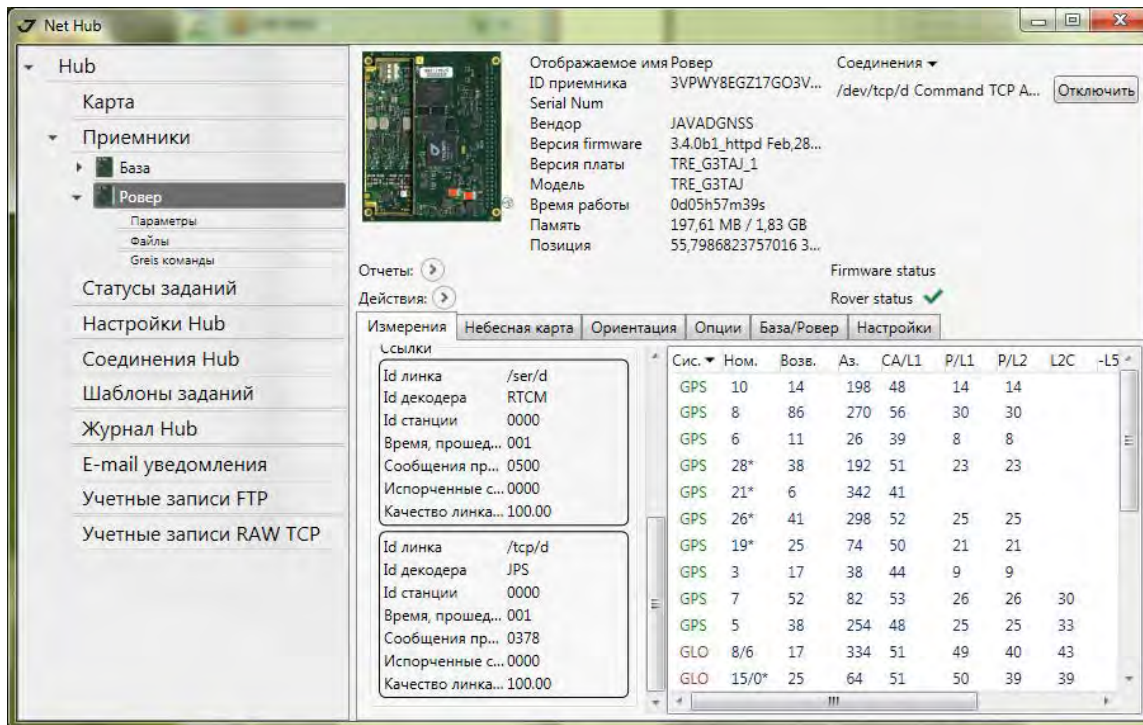 Net Hub
Hub
Карта
Приемники
База
Ровер
Параметры
Файлы
Greis команды
Статусы заданий
Настройки Hub
Соединения Hub
Шаблоны заданий
Журнал Hub
E-mail уведомления
Учетные записи FTP
Учетные записи RAW TCP
Отображаемое имя Ровер
ID приемника 3VPWY8EGZ17GO3V...
Serial Num
Вендор JAVADGNSS
Версия firmware 3.4.0b1_httpd Feb,28...
Версия платы TRE_G3TAJ_1
Модель TRE_G3TAJ
Время работы 0d05h57m39s
Память 197,61 MB / 1,83 GB
Позиция 55,7986823757016 3...
Соединения
/dev/tcp/d Command TCP A... Отключить
Отчеты:
Действия:
Firmware status
Rover status
Измерения Небесная карта Ориентация Опции База/Ровер Настройки
Ссылки
Id линка /ser/d
Id декодера RTCM
Id станции 0000
Время, прошед... 001
Сообщения пр... 0500
Испорченные с... 0000
Качество линка... 100.00
Id линка /tcp/d
Id декодера JPS
Id станции 0000
Время, прошед... 001
Сообщения пр... 0378
Испорченные с... 0000
Качество линка... 100.00
Сис. Ном. Возв. Аз. CA/L1 P/L1 P/L2 L2C -L5
GPS 10 14 198 48 14 14
GPS 8 86 270 56 30 30
GPS 6 11 26 39 8 8
GPS 28* 38 192 51 23 23
GPS 21* 6 342 41
GPS 26* 41 298 52 25 25
GPS 19* 25 74 50 21 21
GPS 3 17 38 44 9 9
GPS 7 52 82 53 26 26 30
GPS 5 38 254 48 25 25 33
GLO 8/6 17 334 51 49 40 43
GLO 15/0* 25 64 51 50 39 39